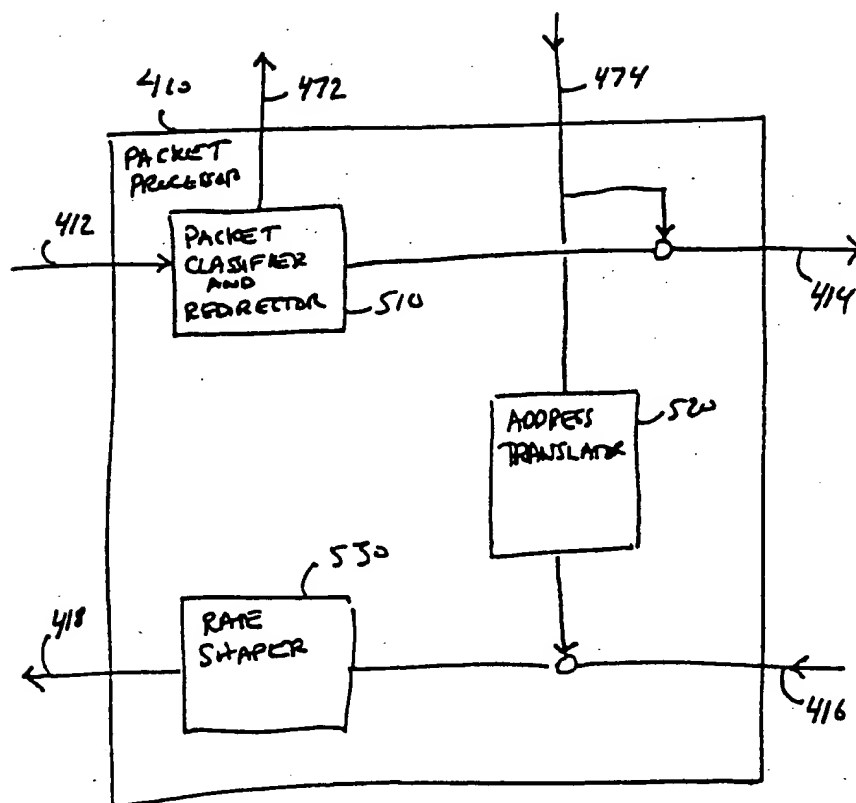 410
472
474
PACKET
PROCESSOR
412
PACKET
CLASSIFIER
AND
REDIRECTOR
510
414
ADDRESS
TRANSLATOR
520
530
418
RATE
SHAPER
416